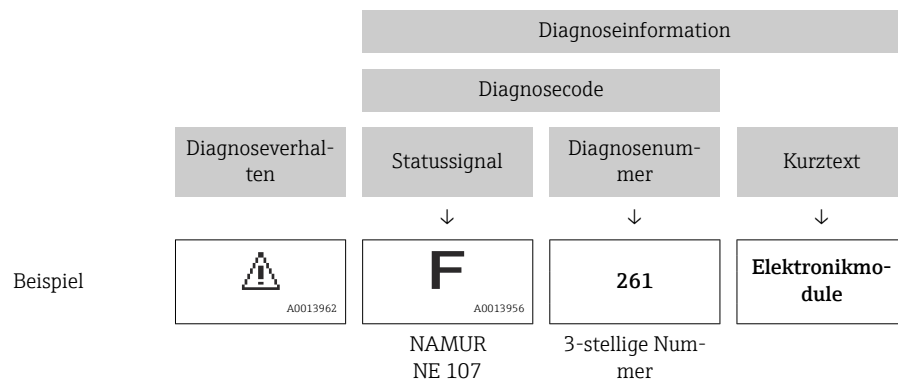 Diagnoseinformation
Diagnosecode
Diagnoseverhal-
ten
Statussignal
Diagnosenum-
mer
Kurztext
↓ ↓ ↓
Beispiel
A0013962
F
A0013956
261
Elektronikmo-
dule
NAMUR
NE 107
3-stellige Num-
mer